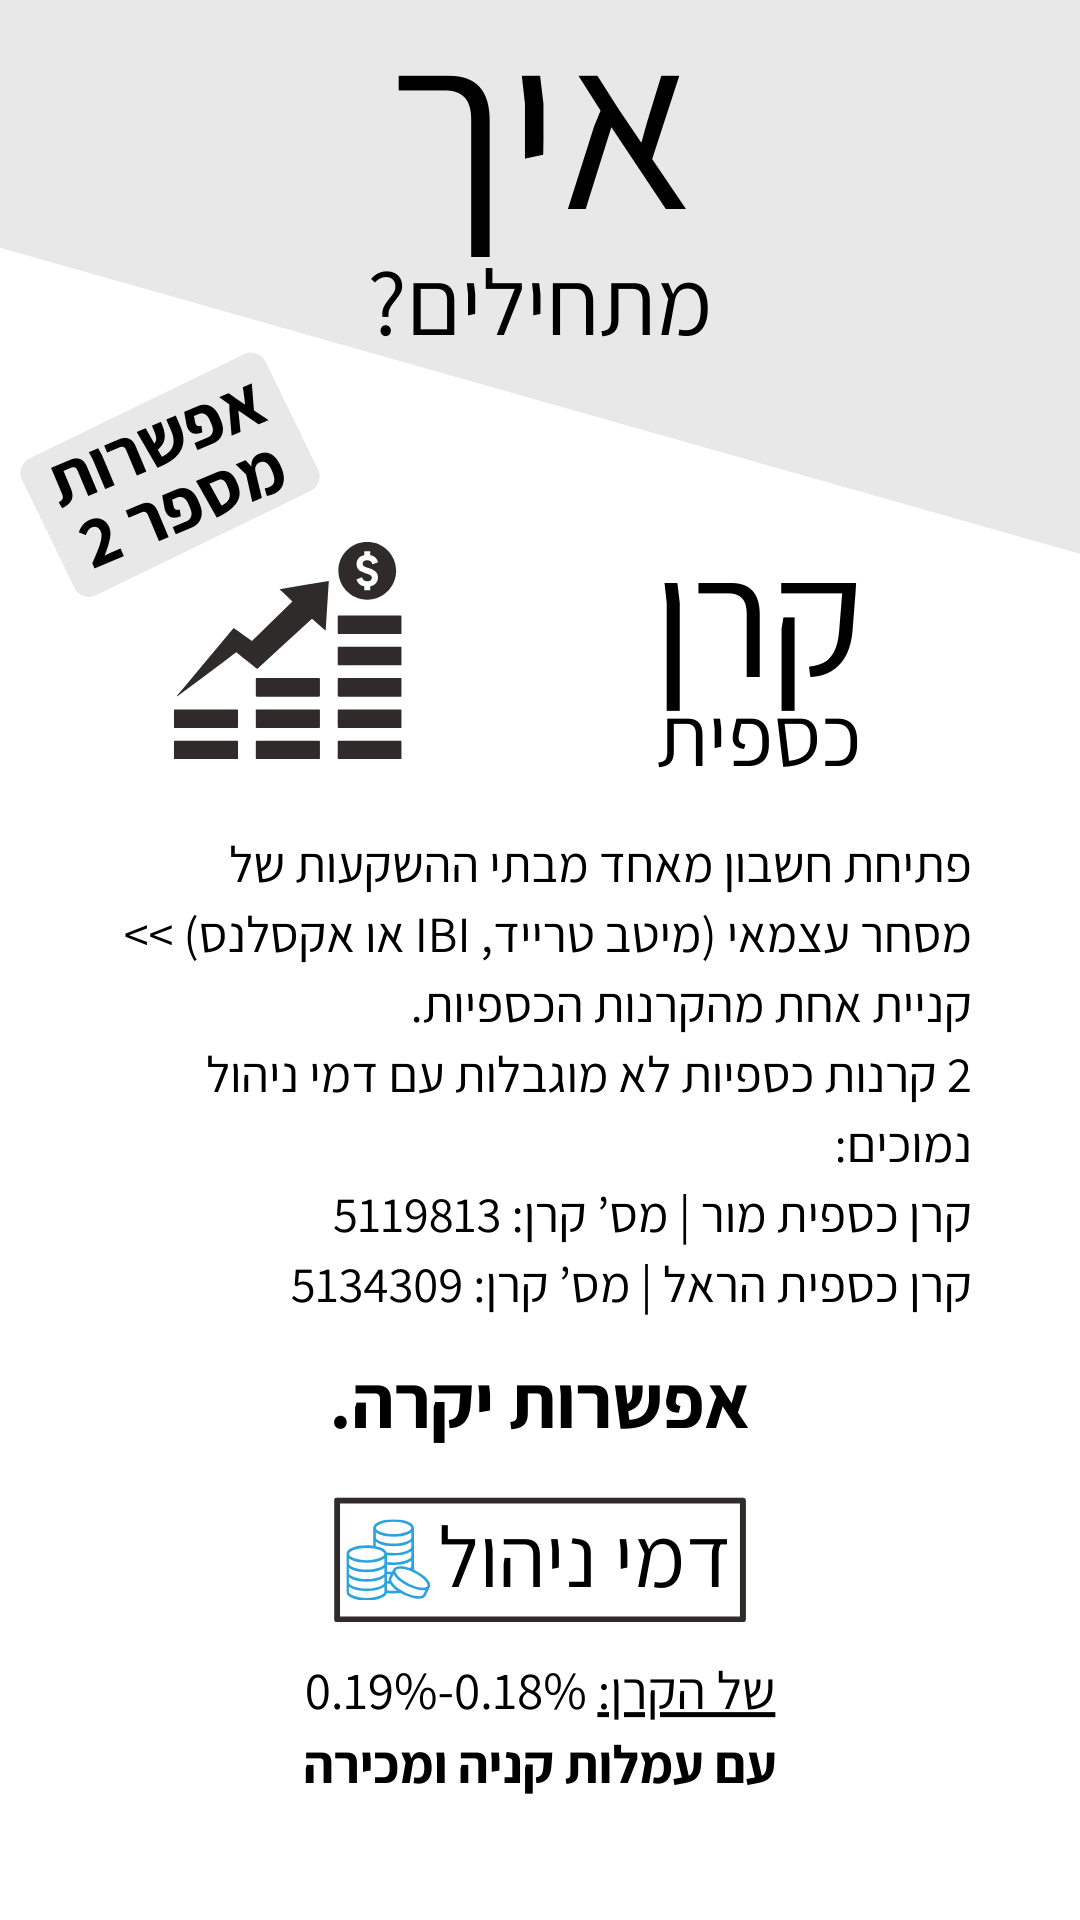 איך
מתחילים?
אפשרות
מספר 2
$
קרן
כספית
פתיחת חשבון מאחד מבתי ההשקעות של
מסחר עצמאי (מיטב טרייד, IBI או אקסלנס) >>
קניית אחת מהקרנות הכספיות.
2 קרנות כספיות לא מוגבלות עם דמי ניהול
נמוכים:
קרן כספית מור | מס’ קרן: 5119813
קרן כספית הראל | מס’ קרן: 5134309
אפשרות יקרה.
דמי ניהול
של הקרן: 0.19%-0.18%
עם עמלות קניה ומכירה